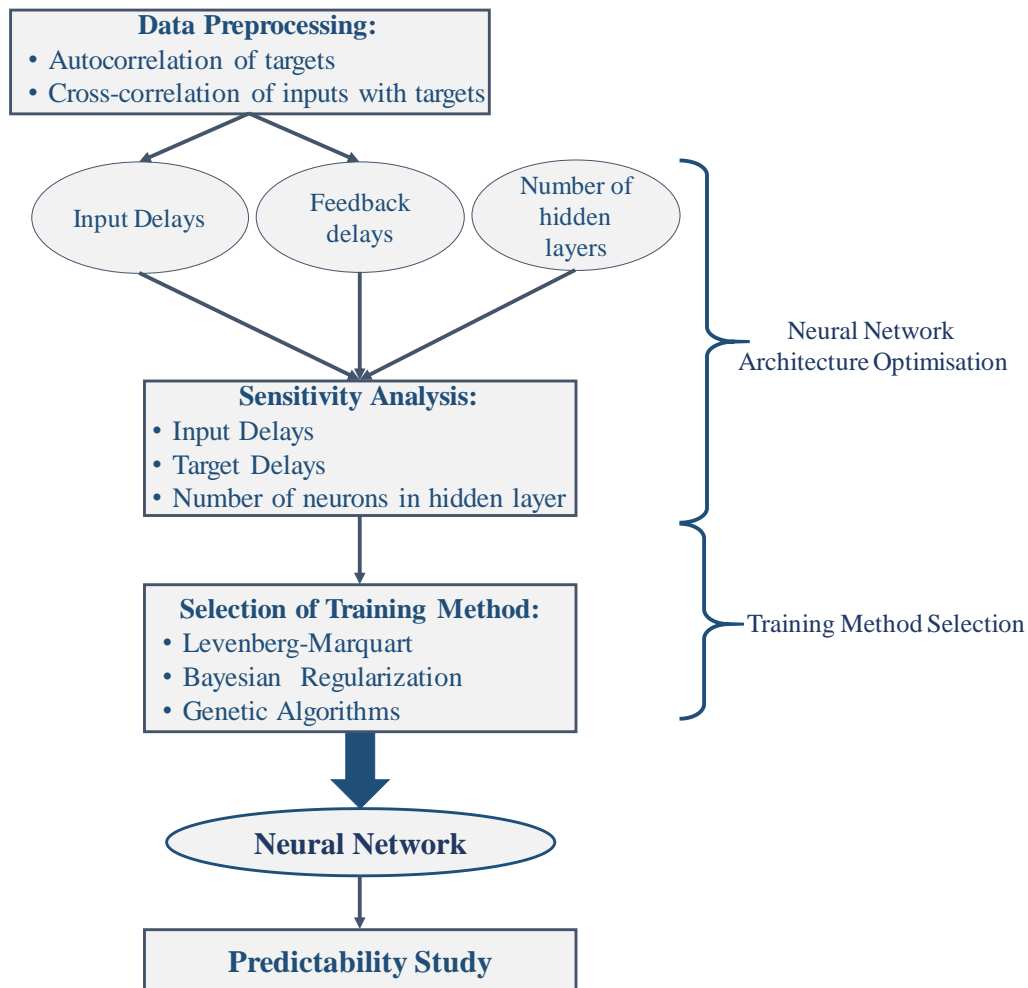 Data Preprocessing:
• Autocorrelation of targets
• Cross-correlation of inputs with targets
Input Delays
Feedback
delays
Number of
hidden
layers
Neural Network
Architecture Optimisation
Sensitivity Analysis:
• Input Delays
• Target Delays
• Number of neurons in hidden layer
Selection of Training Method:
• Levenberg-Marquart
• Bayesian Regularization
• Genetic Algorithms
Training Method Selection
Neural Network
Predictability Study